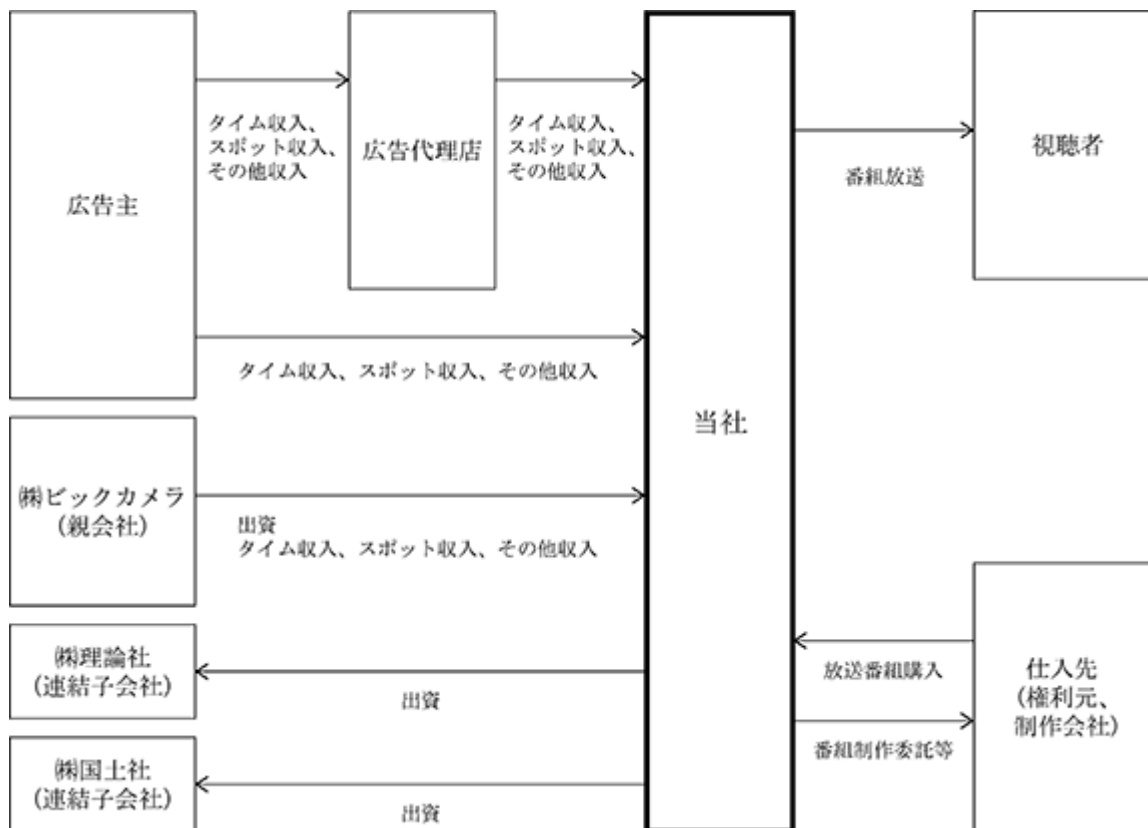 広告主
タイム収入、
スポット収入、
その他収入
広告代理店
タイム収入、
スポット収入、
その他収入
タイム収入、スポット収入、その他収入
当社
番組放送
視聴者
㈱ビックカメラ
(親会社)
出資
タイム収入、スポット収入、その他収入
㈱理論社
(連結子会社)
出資
㈱国土社
(連結子会社)
出資
放送番組購入
番組制作委託等
仕入先
(権利元、
制作会社)